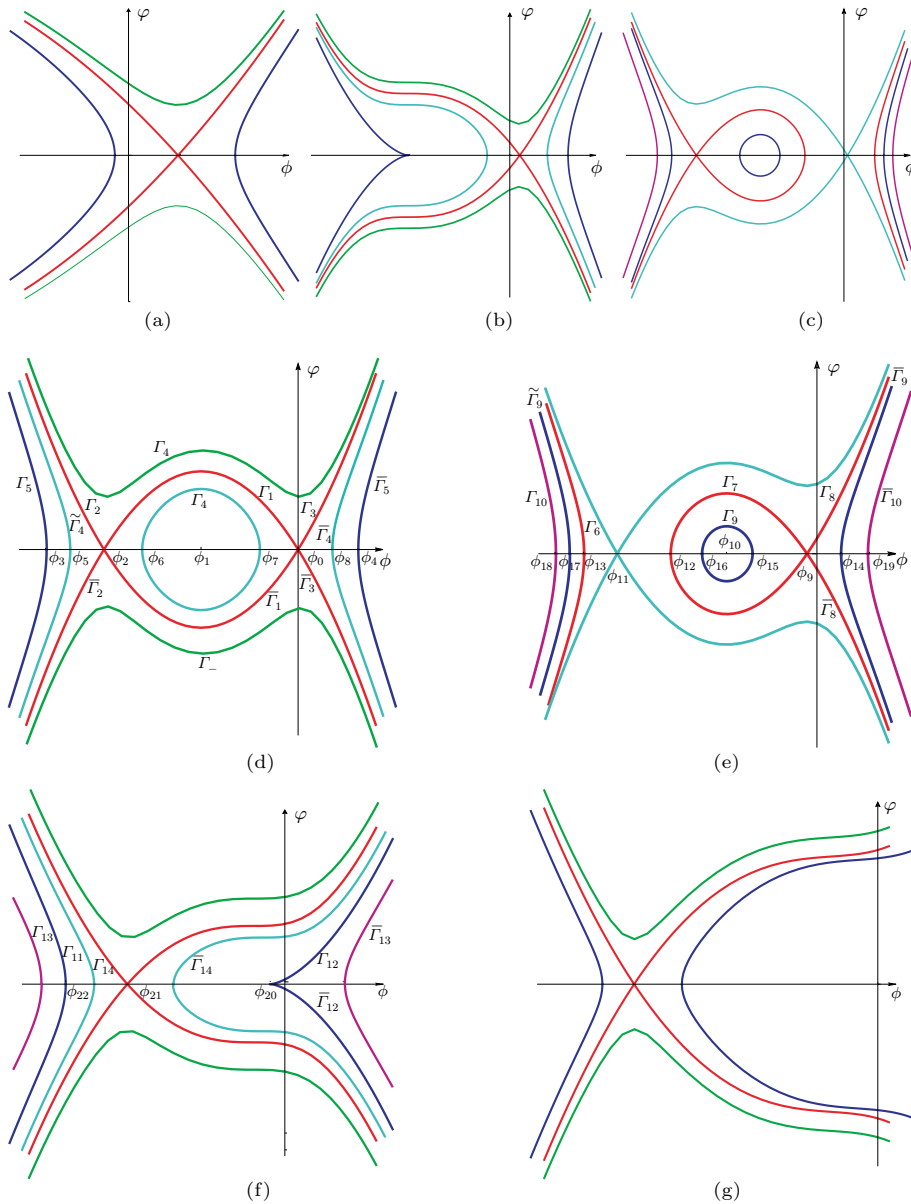 φ φ φ
ϕ ϕ ϕ
(a) (b) (c)
φ φ
Γ₄ Γ̃₉ Γ̄₉
Γ₅ Γ₂ Γ₁ Γ̄₅ Γ₁₀ Γ₇ Γ₈ Γ̄₁₀
Γ̃₄ Γ₄ Γ₃ Γ̄₄ Γ₆ Γ₉
ϕ₃ ϕ₅ ϕ₂ ϕ₆ ϕ₁ ϕ₇ ϕ₀ ϕ₈ ϕ₄ ϕ
ϕ₁₀
ϕ₁₈ ϕ₁₇ ϕ₁₃ ϕ₁₁ ϕ₁₂ ϕ₁₆ ϕ₁₅ ϕ₉ ϕ₁₄ ϕ₁₉ ϕ
Γ̄₂ Γ̄₁ Γ̄₃ Γ̄₈
Γ₋
(d) (e)
φ φ
Γ₁₃ Γ₁₁ Γ₁₄ Γ̄₁₄ Γ₁₂ Γ̄₁₃
ϕ₂₂ ϕ₂₁ ϕ₂₀ ϕ ϕ
Γ̄₁₂
(f) (g)